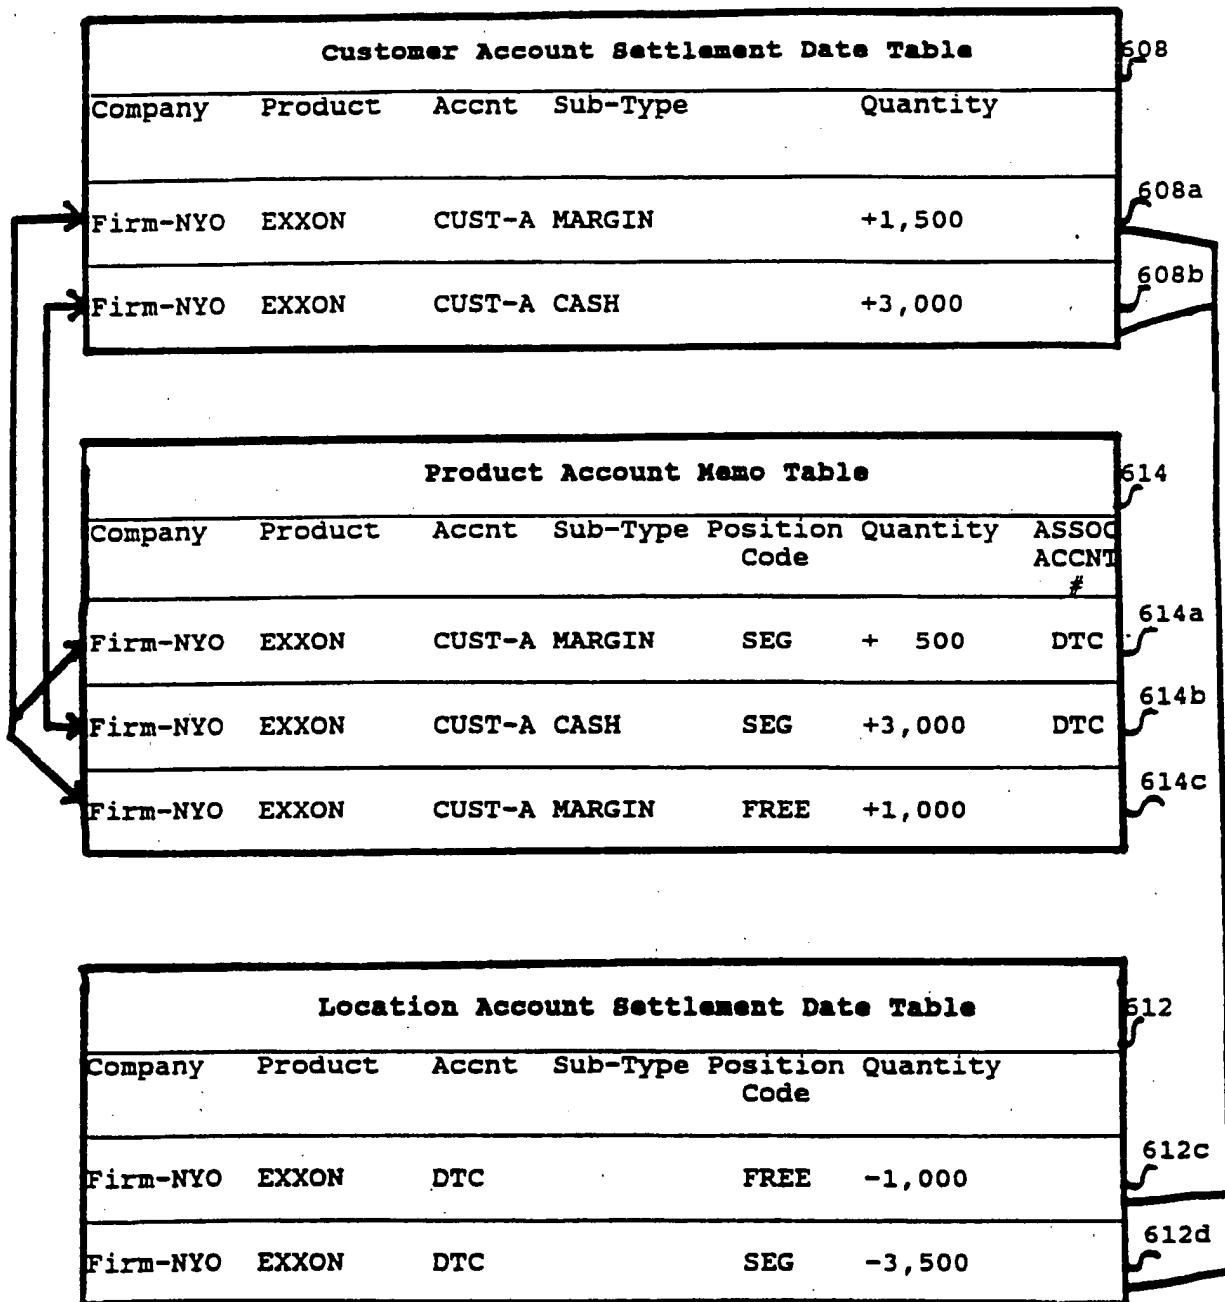 Customer Account Settlement Date Table 608
Company Product Accnt Sub-Type Quantity
608a
Firm-NYO EXXON CUST-A MARGIN +1,500
608b
Firm-NYO EXXON CUST-A CASH +3,000
Product Account Memo Table 614
Company Product Accnt Sub-Type Position Quantity ASSOC
Code ACCNT
#
614a
Firm-NYO EXXON CUST-A MARGIN SEG + 500 DTC
614b
Firm-NYO EXXON CUST-A CASH SEG +3,000 DTC
614c
Firm-NYO EXXON CUST-A MARGIN FREE +1,000
Location Account Settlement Date Table 612
Company Product Accnt Sub-Type Position Quantity
Code
612c
Firm-NYO EXXON DTC FREE -1,000
612d
Firm-NYO EXXON DTC SEG -3,500